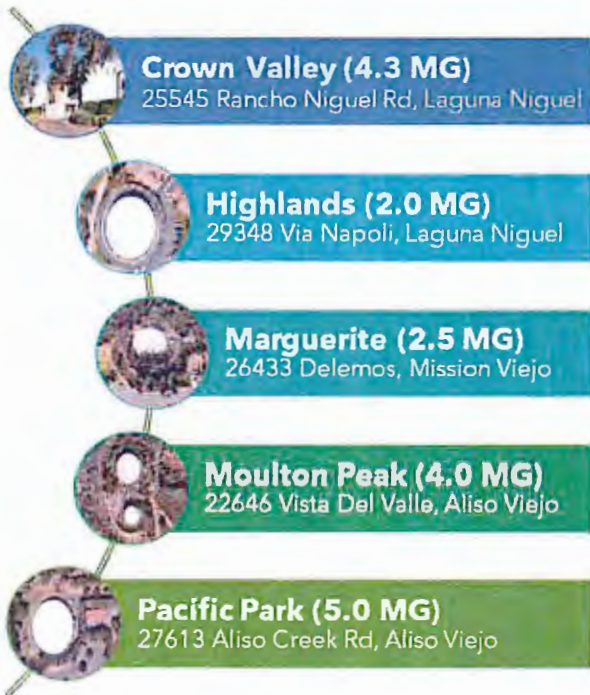 Crown Valley (4.3 MG)
25545 Rancho Niguel Rd, Laguna Niguel
Highlands (2.0 MG)
29348 Via Napoli, Laguna Niguel
Marguerite (2.5 MG)
26433 Delemos, Mission Viejo
Moulton Peak (4.0 MG)
22646 Vista Del Valle, Aliso Viejo
Pacific Park (5.0 MG)
27613 Aliso Creek Rd, Aliso Viejo